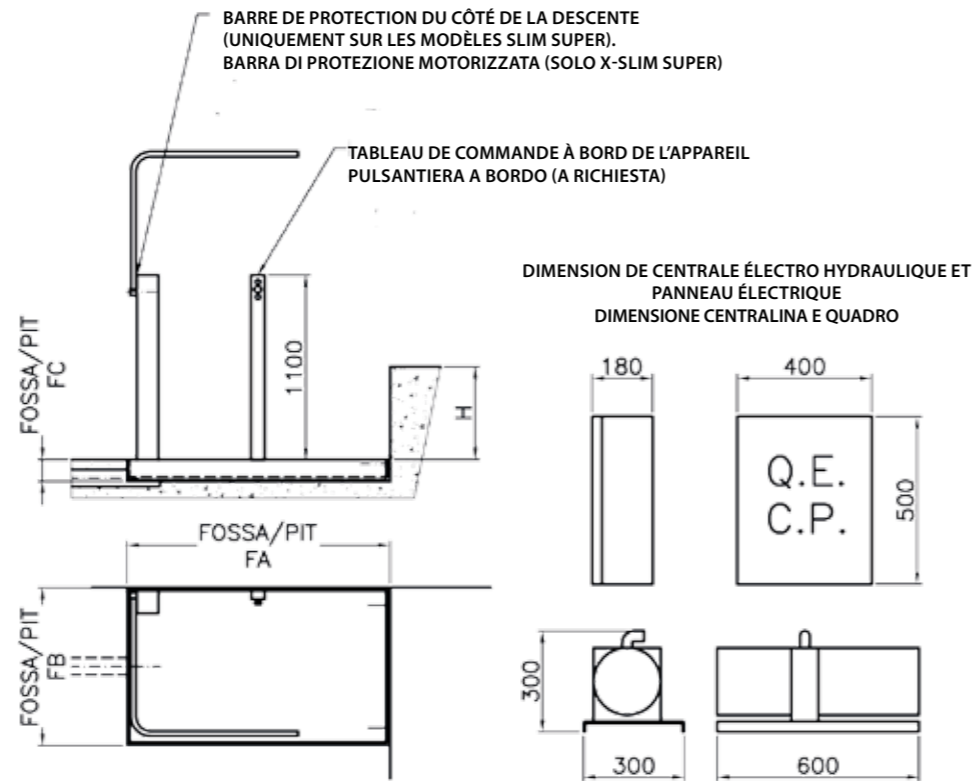 BARRE DE PROTECTION DU CÔTÉ DE LA DESCENTE
(UNIQUEMENT SUR LES MODÈLES SLIM SUPER).
BARRA DI PROTEZIONE MOTORIZZATA (SOLO X-SLIM SUPER)
TABLEAU DE COMMANDE À BORD DE L'APPAREIL
PULSANTIERA A BORDO (A RICHIESTA)
DIMENSION DE CENTRALE ÉLECTRO HYDRAULIQUE ET
PANNEAU ÉLECTRIQUE
DIMENSIONE CENTRALINA E QUADRO
FOSSA/PIT
FC
1100
H
FOSSA/PIT
FA
FOSSA/PIT
FB
180
400
Q.E.
C.P.
500
300
300
600